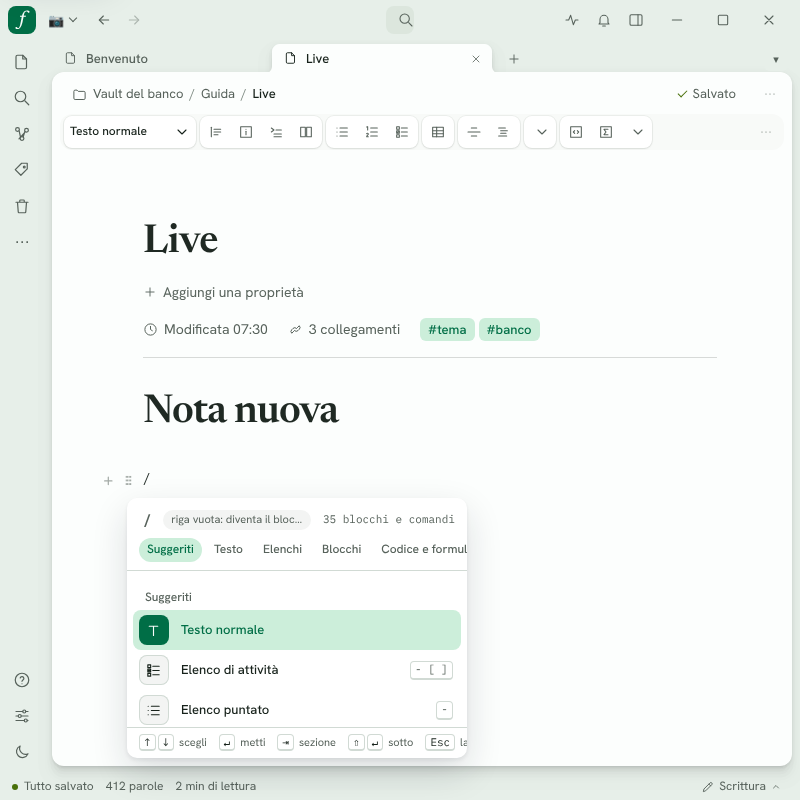 Benvenuto
Live
Vault del banco / Guida / Live
Salvato
Testo normale
Live
Aggiungi una proprietà
Modificata 07:30 3 collegamenti #tema #banco
Nota nuova
/
/ riga vuota: diventa il bloc... 35 blocchi e comandi
Suggeriti Testo Elenchi Blocchi Codice e formul
Suggeriti
Testo normale
Elenco di attività - [ ]
Elenco puntato -
↑ ↓ scegli ↵ metti ⇥ sezione ⇧ ↵ sotto Esc la
Tutto salvato 412 parole 2 min di lettura
Scrittura